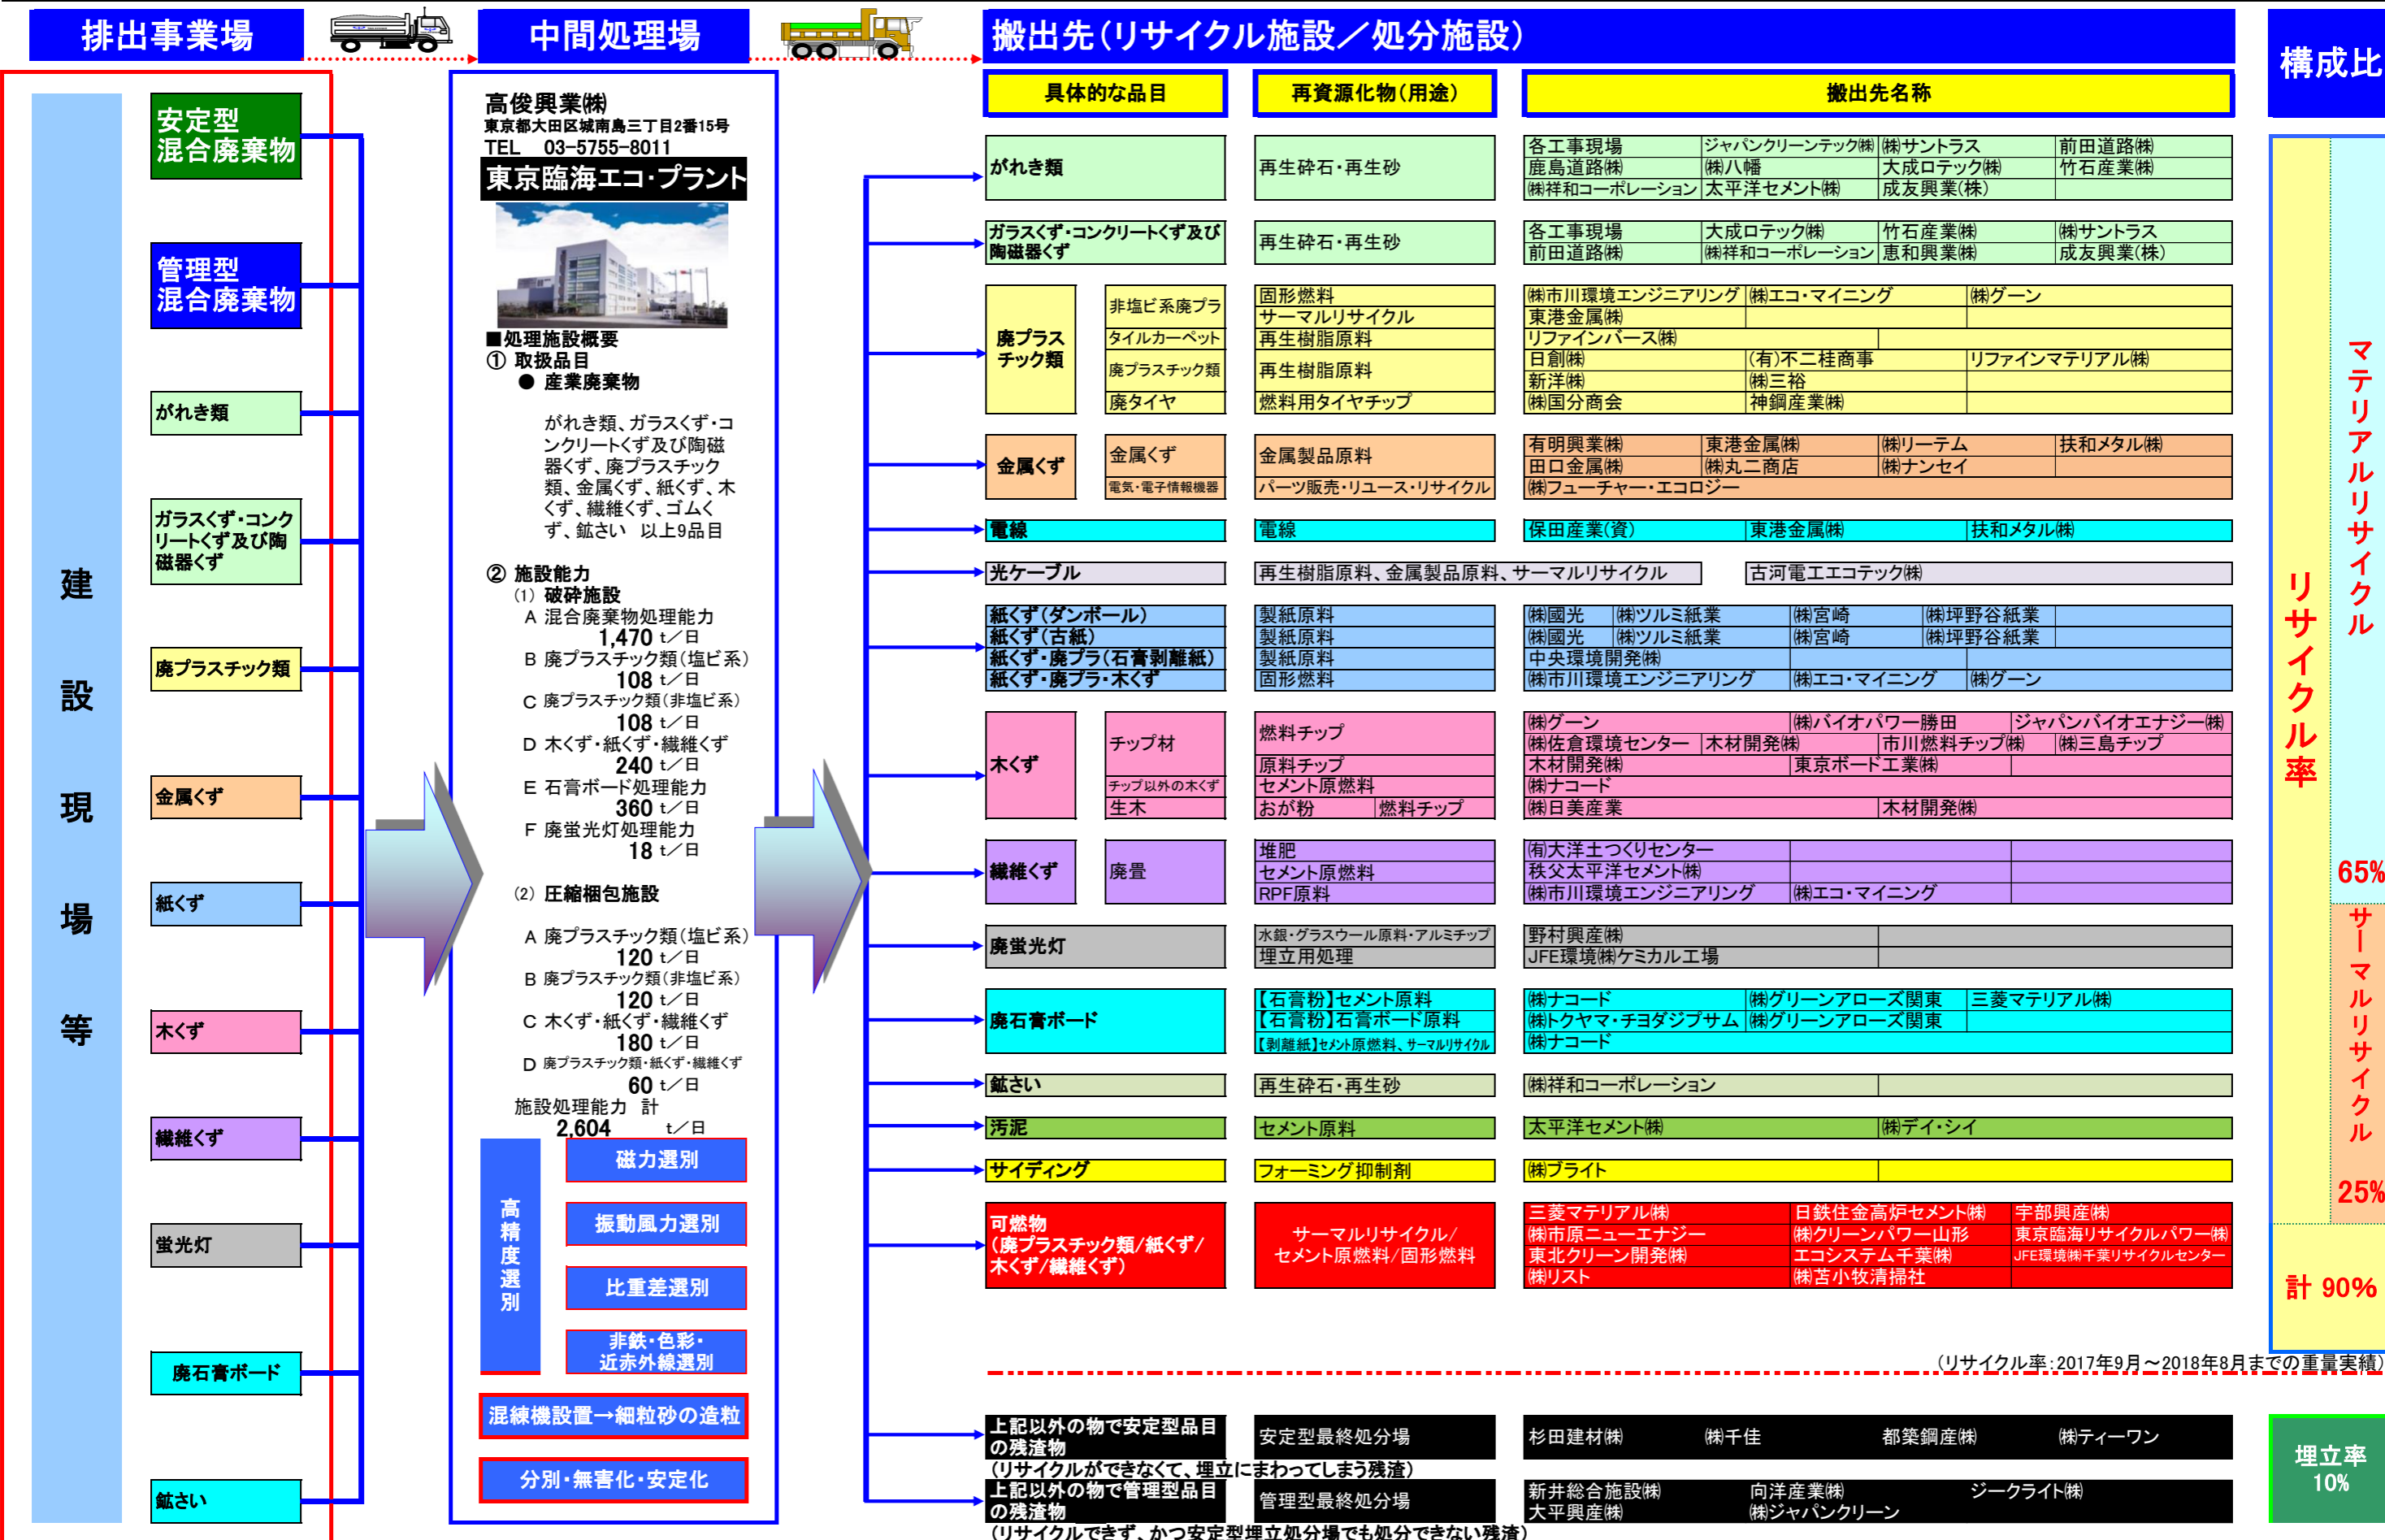 排出事業場
中間処理場
搬出先(リサイクル施設／処分施設)
構成比
建設現場等
安定型
混合廃棄物
管理型
混合廃棄物
がれき類
ガラスくず・コンク
リートくず及び陶
磁器くず
廃プラスチック類
金属くず
紙くず
木くず
繊維くず
蛍光灯
廃石膏ボード
鉱さい
高俊興業㈱
東京都大田区城南島三丁目2番15号
TEL 03-5755-8011
東京臨海エコ・プラント
■処理施設概要
① 取扱品目
● 産業廃棄物
がれき類、ガラスくず・コ
ンクリートくず及び陶磁
器くず、廃プラスチック
類、金属くず、紙くず、木
くず、繊維くず、ゴムく
ず、鉱さい 以上9品目
② 施設能力
(1) 破砕施設
A 混合廃棄物処理能力
1,470 t／日
B 廃プラスチック類(塩ビ系)
108 t／日
C 廃プラスチック類(非塩ビ系)
108 t／日
D 木くず・紙くず・繊維くず
240 t／日
E 石膏ボード処理能力
360 t／日
F 廃蛍光灯処理能力
18 t／日
(2) 圧縮梱包施設
A 廃プラスチック類(塩ビ系)
120 t／日
B 廃プラスチック類(非塩ビ系)
120 t／日
C 木くず・紙くず・繊維くず
180 t／日
D 廃プラスチック類・紙くず・繊維くず
60 t／日
施設処理能力 計
2,604 t／日
高精度選別
磁力選別
振動風力選別
比重差選別
非鉄・色彩・
近赤外線選別
混練機設置→細粒砂の造粒
分別・無害化・安定化
具体的な品目 再資源化物(用途) 搬出先名称
がれき類 再生砕石・再生砂
各工事現場 ジャパンクリーンテック㈱ ㈱サントラス 前田道路㈱
鹿島道路㈱ ㈱八幡 大成ロテック㈱ 竹石産業㈱
㈱祥和コーポレーション 太平洋セメント㈱ 成友興業(株)
ガラスくず・コンクリートくず及び
陶磁器くず
再生砕石・再生砂
各工事現場 大成ロテック㈱ 竹石産業㈱ ㈱サントラス
前田道路㈱ ㈱祥和コーポレーション 恵和興業㈱ 成友興業(株)
廃プラス
チック類
非塩ビ系廃プラ
固形燃料 ㈱市川環境エンジニアリング ㈱エコ・マイニング ㈱グーン
サーマルリサイクル 東港金属㈱
タイルカーペット 再生樹脂原料 リファインバース㈱
廃プラスチック類 再生樹脂原料
日創㈱ (有)不二桂商事 リファインマテリアル㈱
新洋㈱ ㈱三裕
廃タイヤ 燃料用タイヤチップ ㈱国分商会 神鋼産業㈱
金属くず
金属くず 金属製品原料
有明興業㈱ 東港金属㈱ ㈱リーテム 扶和メタル㈱
田口金属㈱ ㈱丸二商店 ㈱ナンセイ
電気・電子情報機器 パーツ販売・リユース・リサイクル ㈱フューチャー・エコロジー
電線 電線 保田産業(資) 東港金属㈱ 扶和メタル㈱
光ケーブル 再生樹脂原料、金属製品原料、サーマルリサイクル 古河電工エコテック㈱
紙くず(ダンボール) 製紙原料 ㈱國光 ㈱ツルミ紙業 ㈱宮崎 ㈱坪野谷紙業
紙くず(古紙) 製紙原料 ㈱國光 ㈱ツルミ紙業 ㈱宮崎 ㈱坪野谷紙業
紙くず・廃プラ(石膏剥離紙) 製紙原料 中央環境開発㈱
紙くず・廃プラ・木くず 固形燃料 ㈱市川環境エンジニアリング ㈱エコ・マイニング ㈱グーン
木くず
チップ材 燃料チップ
㈱グーン ㈱バイオパワー勝田 ジャパンバイオエナジー㈱
㈱佐倉環境センター 木材開発㈱ 市川燃料チップ㈱ ㈱三島チップ
原料チップ 木材開発㈱ 東京ボード工業㈱
チップ以外の木くず セメント原燃料 ㈱ナコード
生木 おが粉 燃料チップ ㈱日美産業 木材開発㈱
繊維くず 廃畳
堆肥 ㈲大洋土つくりセンター
セメント原燃料 秩父太平洋セメント㈱
RPF原料 ㈱市川環境エンジニアリング ㈱エコ・マイニング
廃蛍光灯
水銀・グラスウール原料・アルミチップ 野村興産㈱
埋立用処理 JFE環境㈱ケミカル工場
廃石膏ボード
【石膏粉】セメント原料 ㈱ナコード ㈱グリーンアローズ関東 三菱マテリアル㈱
【石膏粉】石膏ボード原料 ㈱トクヤマ・チヨダジプサム ㈱グリーンアローズ関東
【剥離紙】セメント原燃料、サーマルリサイクル ㈱ナコード
鉱さい 再生砕石・再生砂 ㈱祥和コーポレーション
汚泥 セメント原料 太平洋セメント㈱ ㈱デイ・シイ
サイディング フォーミング抑制剤 ㈱ブライト
可燃物
(廃プラスチック類/紙くず/
木くず/繊維くず)
サーマルリサイクル/
セメント原燃料/固形燃料
三菱マテリアル㈱ 日鉄住金高炉セメント㈱ 宇部興産㈱
㈱市原ニューエナジー ㈱クリーンパワー山形 東京臨海リサイクルパワー㈱
東北クリーン開発㈱ エコシステム千葉㈱ JFE環境㈱千葉リサイクルセンター
㈱リスト ㈱苫小牧清掃社
(リサイクル率:2017年9月～2018年8月までの重量実績)
上記以外の物で安定型品目
の残渣物
安定型最終処分場 杉田建材㈱ ㈱千佳 都築鋼産㈱ ㈱ティーワン
(リサイクルができなくて、埋立にまわってしまう残渣)
上記以外の物で管理型品目
の残渣物
管理型最終処分場
新井総合施設㈱ 向洋産業㈱ ジークライト㈱
大平興産㈱ ㈱ジャパンクリーン
(リサイクルできず、かつ安定型埋立処分場でも処分できない残渣)
リサイクル率
マテリアルリサイクル
65%
サーマルリサイクル
25%
計 90%
埋立率
10%